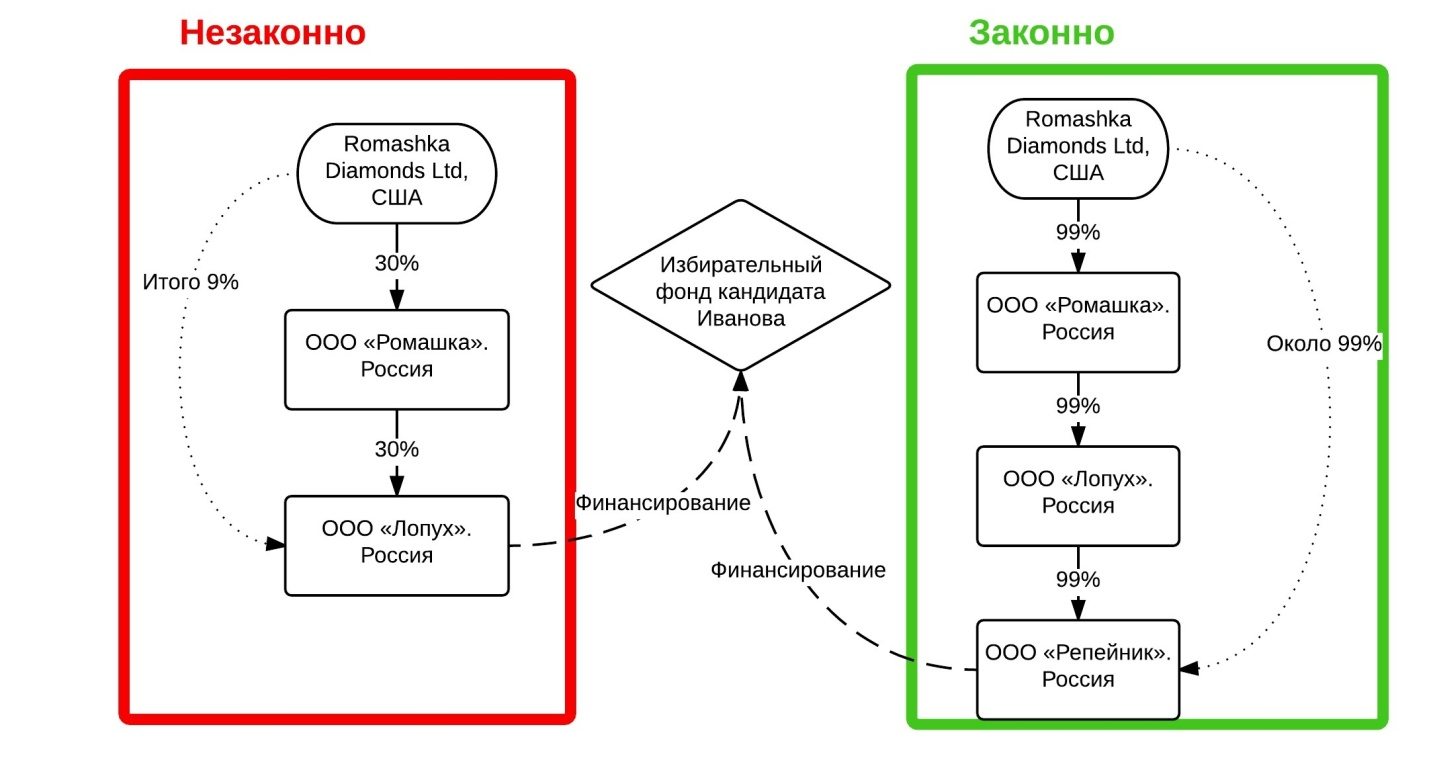 Незаконно
Romashka
Diamonds Ltd,
США
30%
Итого 9%
ООО «Ромашка».
Россия
30%
ООО «Лопух».
Россия
Избирательный
фонд кандидата
Иванова
Финансирование
Финансирование
Законно
Romashka
Diamonds Ltd,
США
99%
ООО «Ромашка».
Россия
Около 99%
99%
ООО «Лопух».
Россия
99%
ООО «Репейник».
Россия